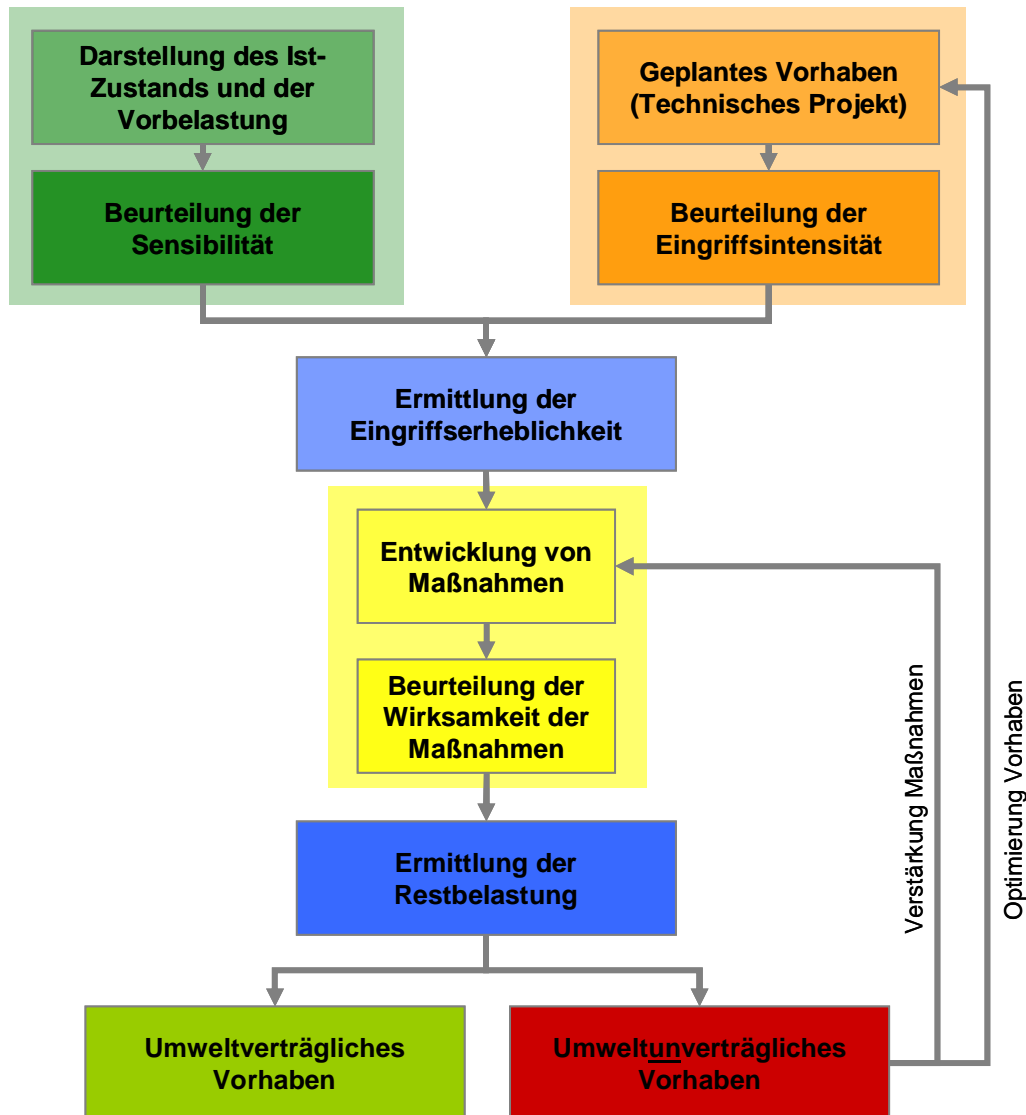 Darstellung des Ist-
Zustands und der
Vorbelastung
Geplantes Vorhaben
(Technisches Projekt)
Beurteilung der
Sensibilität
Beurteilung der
Eingriffsintensität
Ermittlung der
Eingriffserheblichkeit
Entwicklung von
Maßnahmen
Beurteilung der
Wirksamkeit der
Maßnahmen
Verstärkung Maßnahmen
Optimierung Vorhaben
Ermittlung der
Restbelastung
Umweltverträgliches
Vorhaben
Umweltunverträgliches
Vorhaben